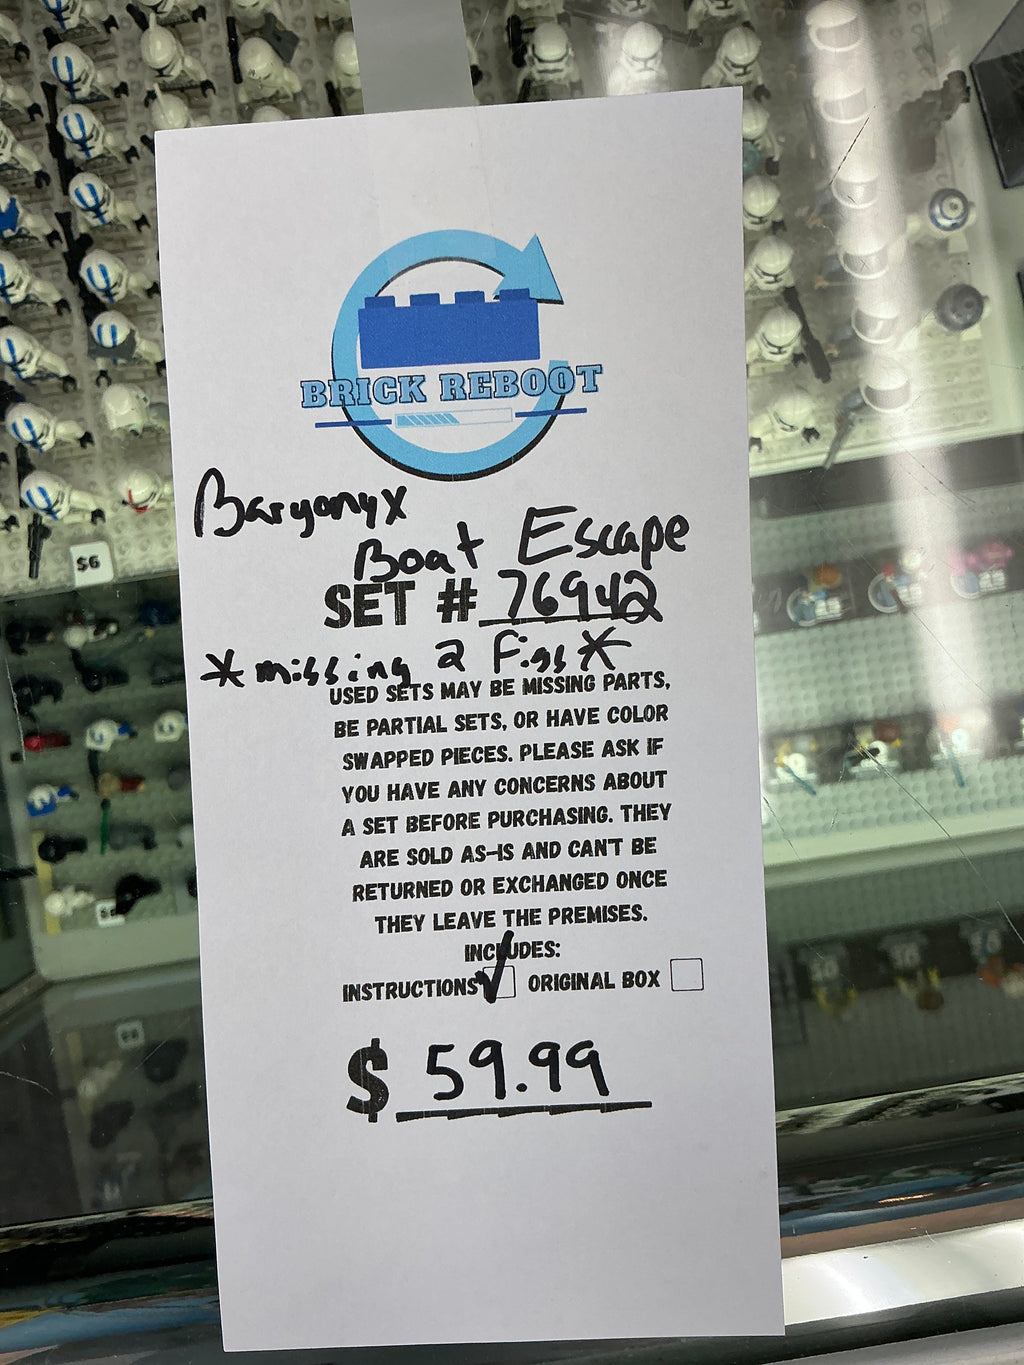 BRICK REBOOT
Baryonyx
Boat Escape
SET # 76942
*missing 2 Figs*
USED SETS MAY BE MISSING PARTS,
BE PARTIAL SETS, OR HAVE COLOR
SWAPPED PIECES. PLEASE ASK IF
YOU HAVE ANY CONCERNS ABOUT
A SET BEFORE PURCHASING. THEY
ARE SOLD AS-IS AND CAN'T BE
RETURNED OR EXCHANGED ONCE
THEY LEAVE THE PREMISES.
INCLUDES:
INSTRUCTIONS ORIGINAL BOX
$ 59.99
$6